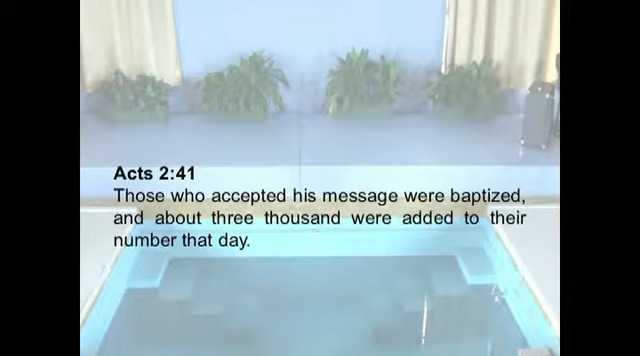 Acts 2:41
Those who accepted his message were baptized,
and about three thousand were added to their
number that day.